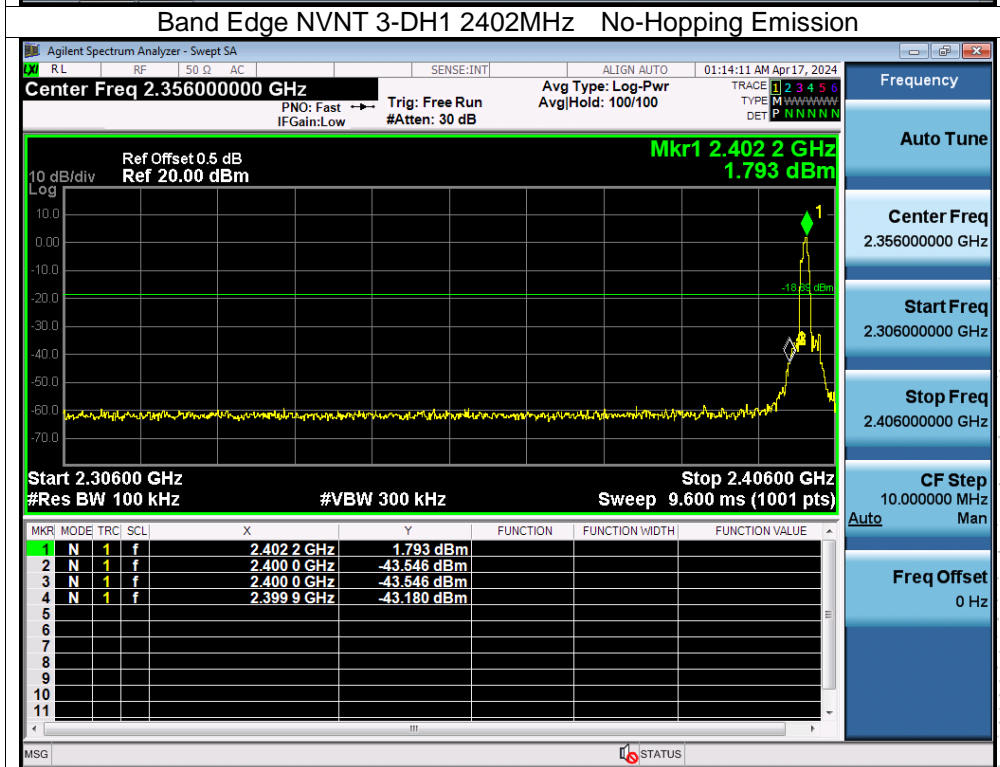 Band Edge NVNT 3-DH1 2402MHz No-Hopping Emission
Agilent Spectrum Analyzer - Swept SA
LXI RL RF 50 Ω AC SENSE:INT ALIGN AUTO 01:14:11 AM Apr 17, 2024
Center Freq 2.356000000 GHz
PNO: Fast
IFGain:Low
Trig: Free Run
#Atten: 30 dB
Avg Type: Log-Pwr
Avg|Hold: 100/100
TRACE 1 2 3 4 5 6
TYPE M WWWWW
DET P N N N N N
Mkr1 2.402 2 GHz
1.793 dBm
Ref Offset 0.5 dB
10 dB/div Ref 20.00 dBm
Log
10.0
0.00
-10.0
-20.0
-30.0
-40.0
-50.0
-60.0
-70.0
1
Start 2.30600 GHz Stop 2.40600 GHz
#Res BW 100 kHz #VBW 300 kHz Sweep 9.600 ms (1001 pts)
MKR MODE TRC SCL X Y FUNCTION FUNCTION WIDTH FUNCTION VALUE
1 N 1 f 2.402 2 GHz 1.793 dBm
2 N 1 f 2.400 0 GHz -43.546 dBm
3 N 1 f 2.400 0 GHz -43.546 dBm
4 N 1 f 2.399 9 GHz -43.180 dBm
5
6
7
8
9
10
11
MSG STATUS
Frequency
Auto Tune
Center Freq
2.356000000 GHz
Start Freq
2.306000000 GHz
Stop Freq
2.406000000 GHz
CF Step
10.000000 MHz
Auto Man
Freq Offset
0 Hz